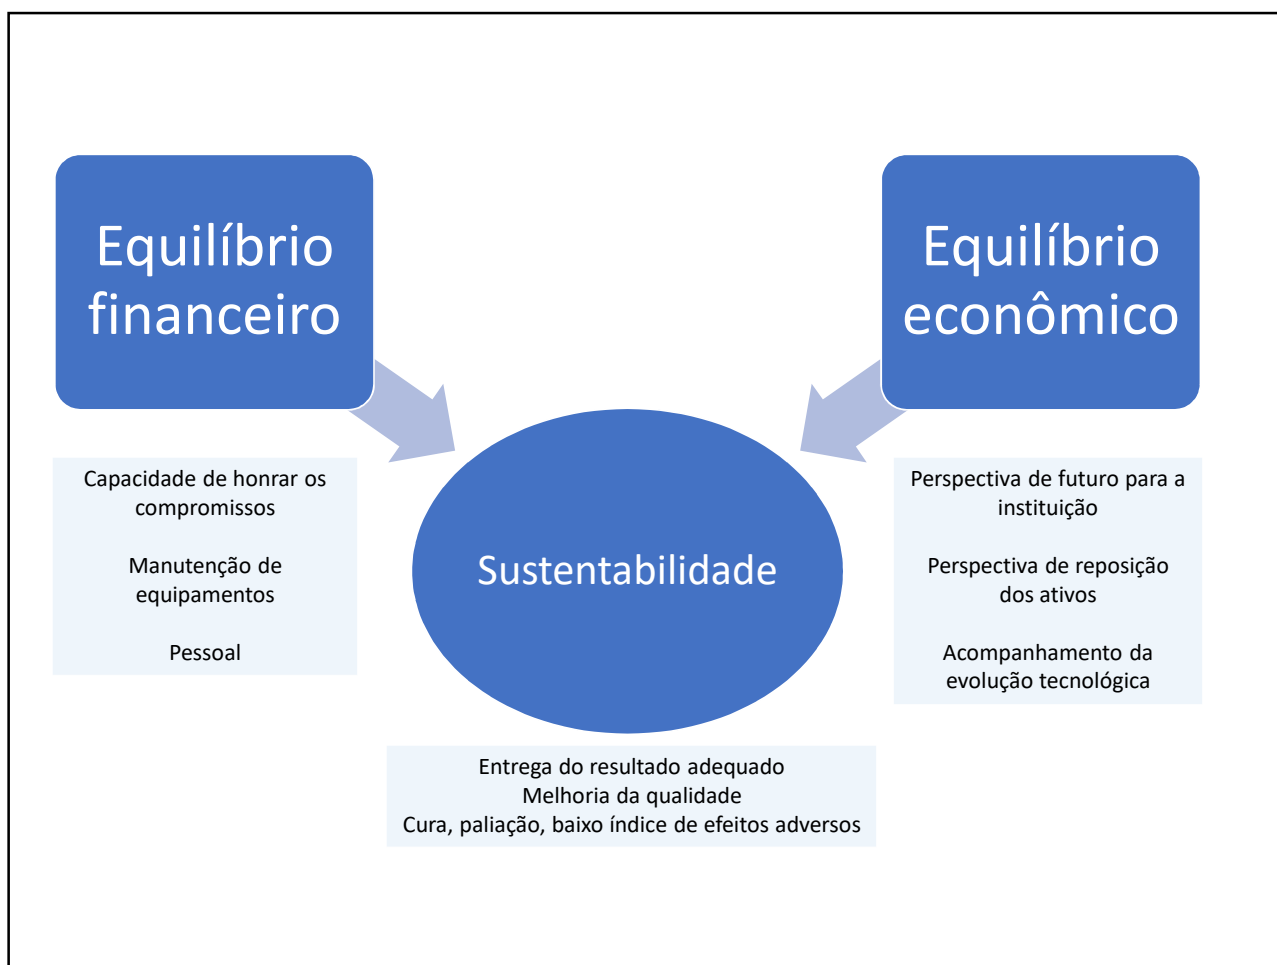 Equilíbrio
financeiro
Equilíbrio
econômico
Capacidade de honrar os
compromissos
Manutenção de
equipamentos
Pessoal
Sustentabilidade
Perspectiva de futuro para a
instituição
Perspectiva de reposição
dos ativos
Acompanhamento da
evolução tecnológica
Entrega do resultado adequado
Melhoria da qualidade
Cura, paliação, baixo índice de efeitos adversos